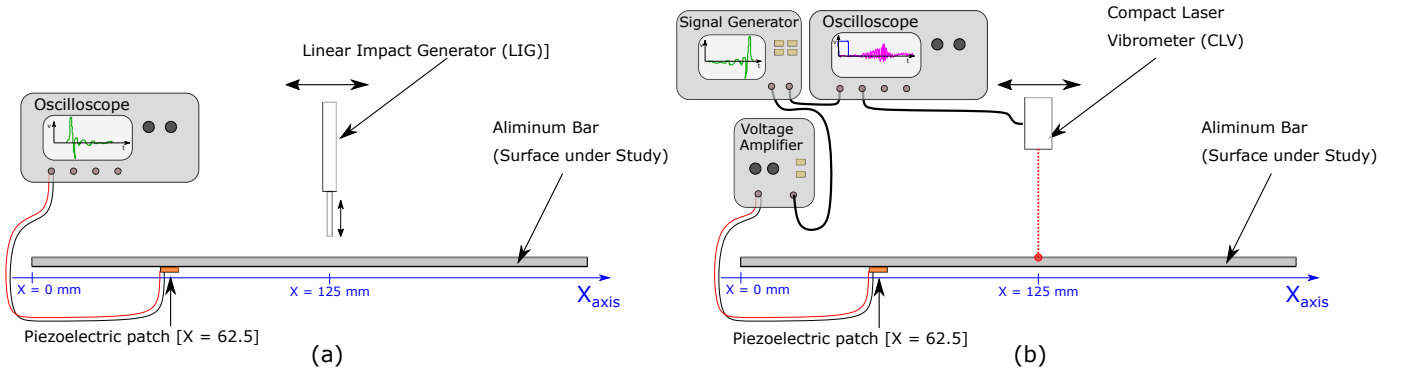 Linear Impact Generator (LIG)]
Oscilloscope
v
t
Aliminum Bar
(Surface under Study)
X = 0 mm
X = 125 mm
Xaxis
Piezoelectric patch [X = 62.5]
(a)
Signal Generator
v
t
Oscilloscope
v
t
Compact Laser
Vibrometer (CLV)
Voltage
Amplifier
Aliminum Bar
(Surface under Study)
X = 0 mm
X = 125 mm
Xaxis
Piezoelectric patch [X = 62.5]
(b)